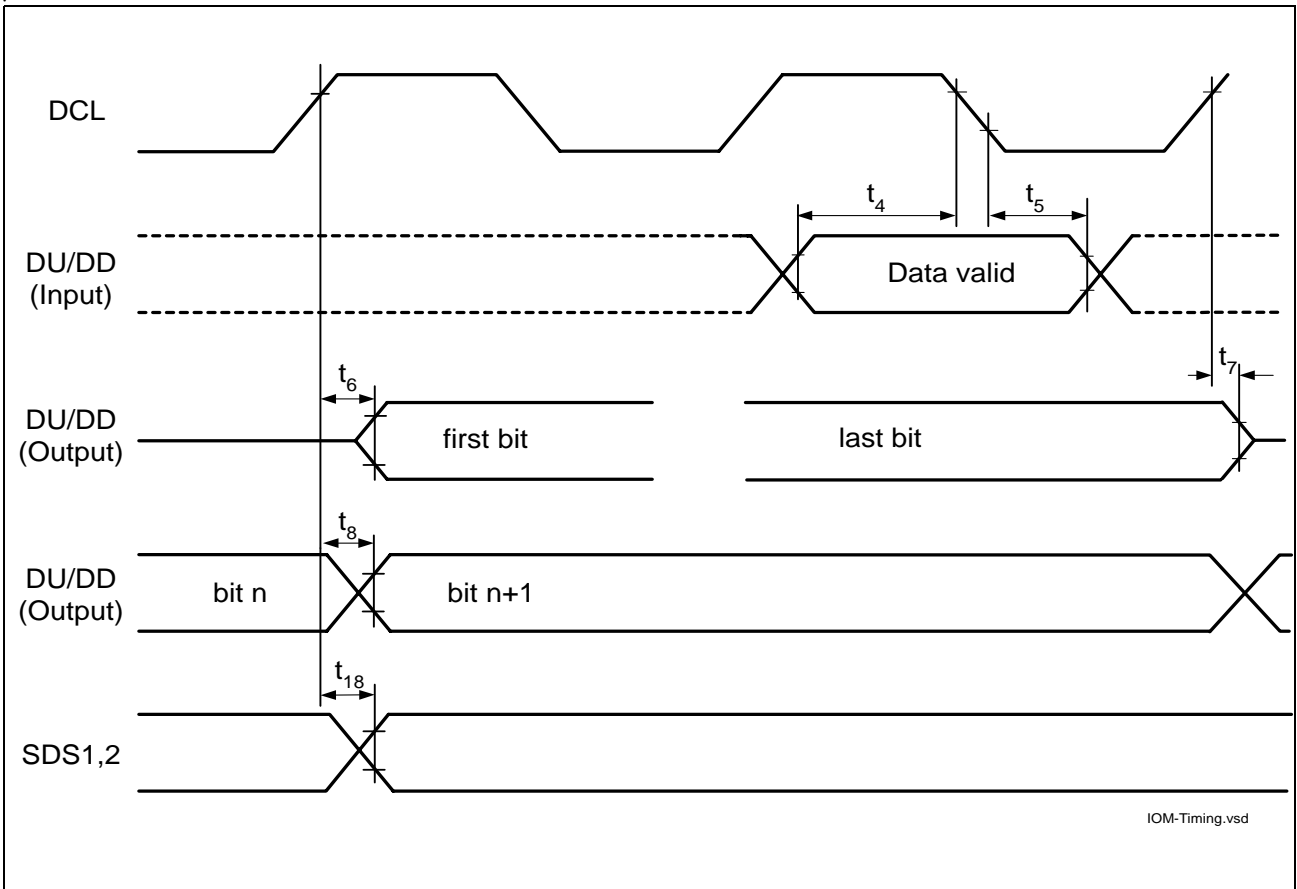 DCL
t4
t5
DU/DD
(Input)
Data valid
t6
t7
DU/DD
(Output)
first bit
last bit
t8
DU/DD
(Output)
bit n
bit n+1
t18
SDS1,2
IOM-Timing.vsd